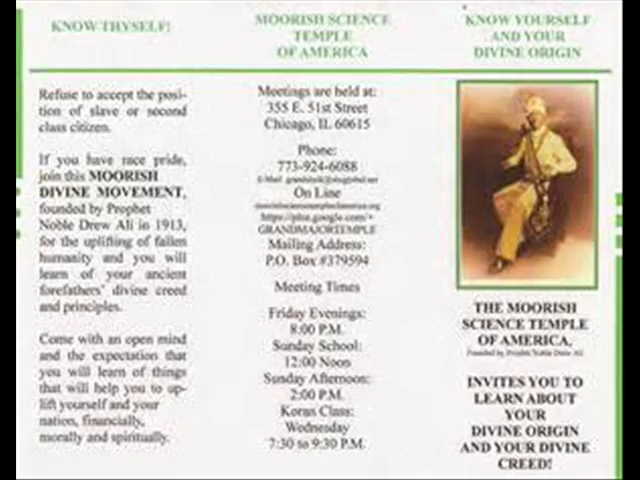 KNOW THYSELF!
Refuse to accept the posi-
tion of slave or second
class citizen.
If you have race pride,
join this MOORISH
DIVINE MOVEMENT,
founded by Prophet
Noble Drew Ali in 1913,
for the uplifting of fallen
humanity and you will
learn of your ancient
forefathers' divine creed
and principles.
Come with an open mind
and the expectation that
you will learn of things
that will help you to up-
lift yourself and your
nation, financially,
morally and spiritually.
MOORISH SCIENCE
TEMPLE
OF AMERICA
Meetings are held at:
355 E. 51st Street
Chicago, IL 60615
Phone:
773-924-6088
E-Mail
On Line
https://plus.google.com/+
GRANDMAJORTEMPLE
Mailing Address:
P.O. Box #379594
Meeting Times
Friday Evenings:
8:00 P.M.
Sunday School:
12:00 Noon
Sunday Afternoon:
2:00 P.M.
Koran Class:
Wednesday
7:30 to 9:30 P.M.
KNOW YOURSELF
AND YOUR
DIVINE ORIGIN
THE MOORISH
SCIENCE TEMPLE
OF AMERICA,
Founded by Prophet Noble Drew Ali
INVITES YOU TO
LEARN ABOUT
YOUR
DIVINE ORIGIN
AND YOUR DIVINE
CREED!